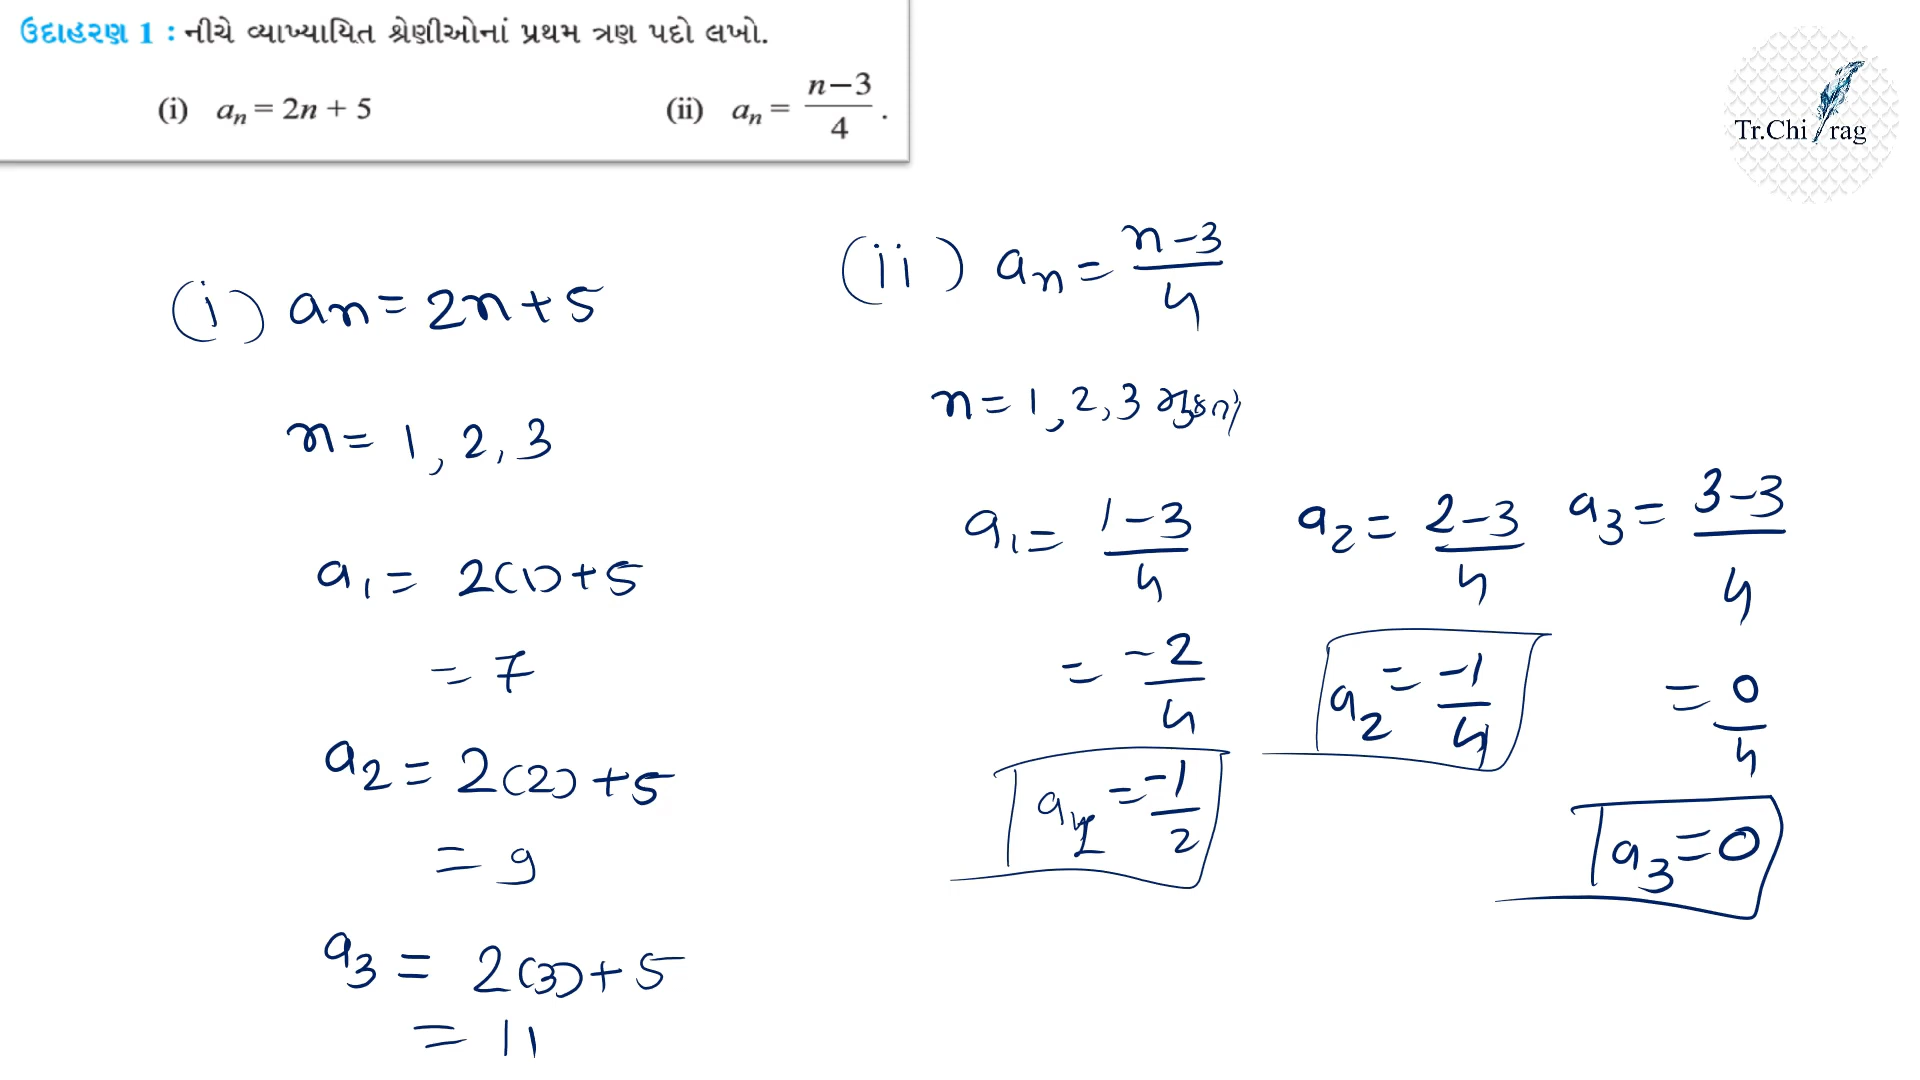 ઉદાહરણ 1 : નીચે વ્યાખ્યાયિત શ્રેણીઓનાં પ્રથમ ત્રણ પદો લખો.
(i) aₙ = 2n + 5 (ii) aₙ = (n−3)/4 .
Tr.Chirag
(i) an = 2n+5
n = 1, 2, 3
a₁ = 2(1)+5
= 7
a₂ = 2(2)+5
= 9
a₃ = 2(3)+5
= 11
(ii) aₙ = (n-3)/4
n = 1, 2, 3 મુકતાં
a₁ = (1-3)/4
= -2/4
a₁ = -1/2
a₂ = (2-3)/4
a₂ = -1/4
a₃ = (3-3)/4
= 0/4
a₃ = 0